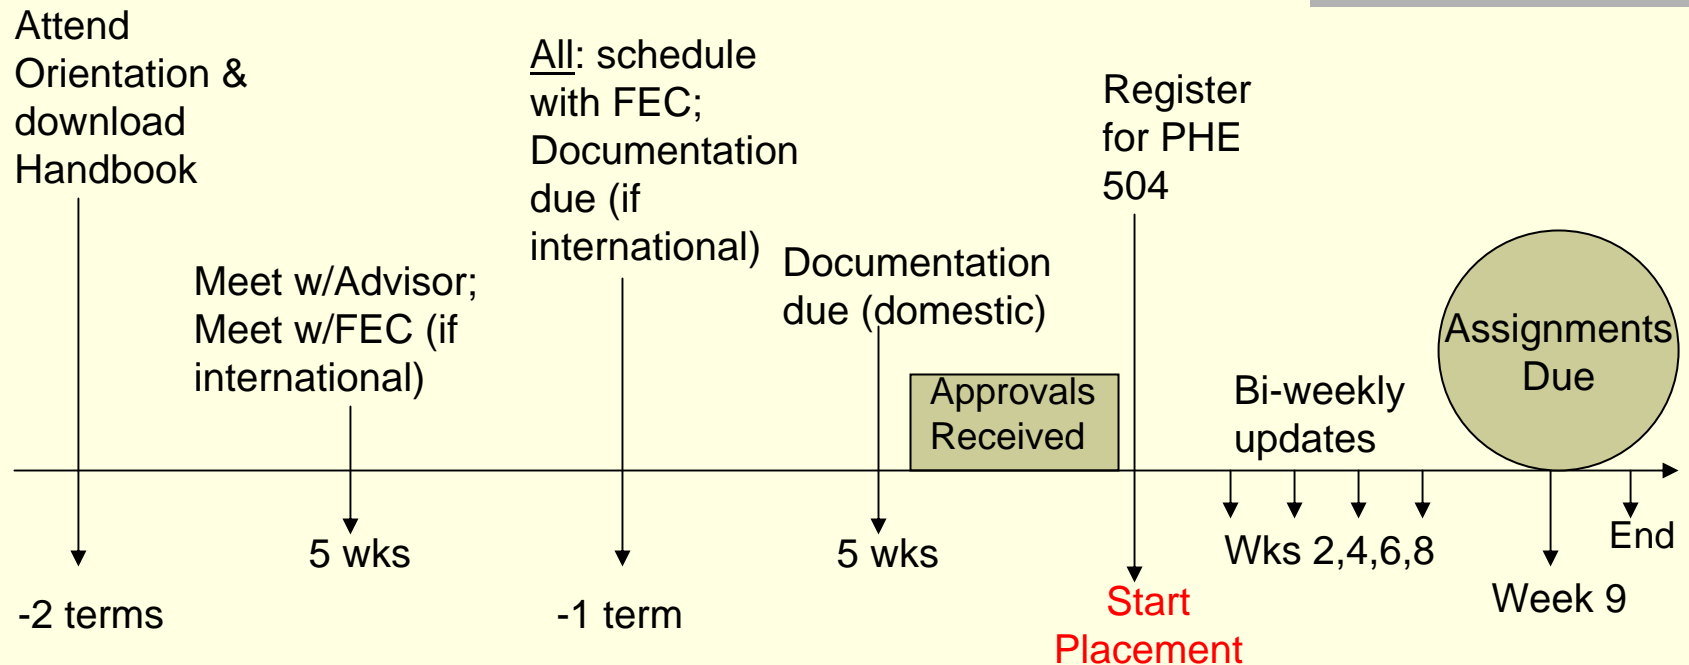 Attend
Orientation &
download
Handbook
Meet w/Advisor;
Meet w/FEC (if
international)
All: schedule
with FEC;
Documentation
due (if
international)
Documentation
due (domestic)
Approvals
Received
Register
for PHE
504
Bi-weekly
updates
Assignments
Due
-2 terms
5 wks
-1 term
5 wks
Start
Placement
Wks 2,4,6,8
Week 9
End